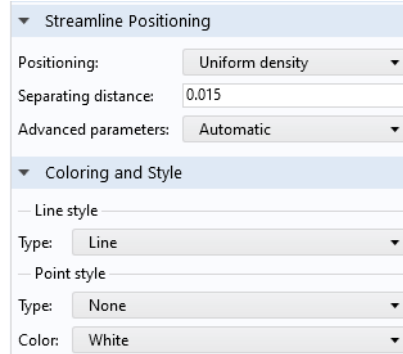 Streamline Positioning
Positioning: Uniform density
Separating distance: 0.015
Advanced parameters: Automatic
Coloring and Style
Line style
Type: Line
Point style
Type: None
Color: White